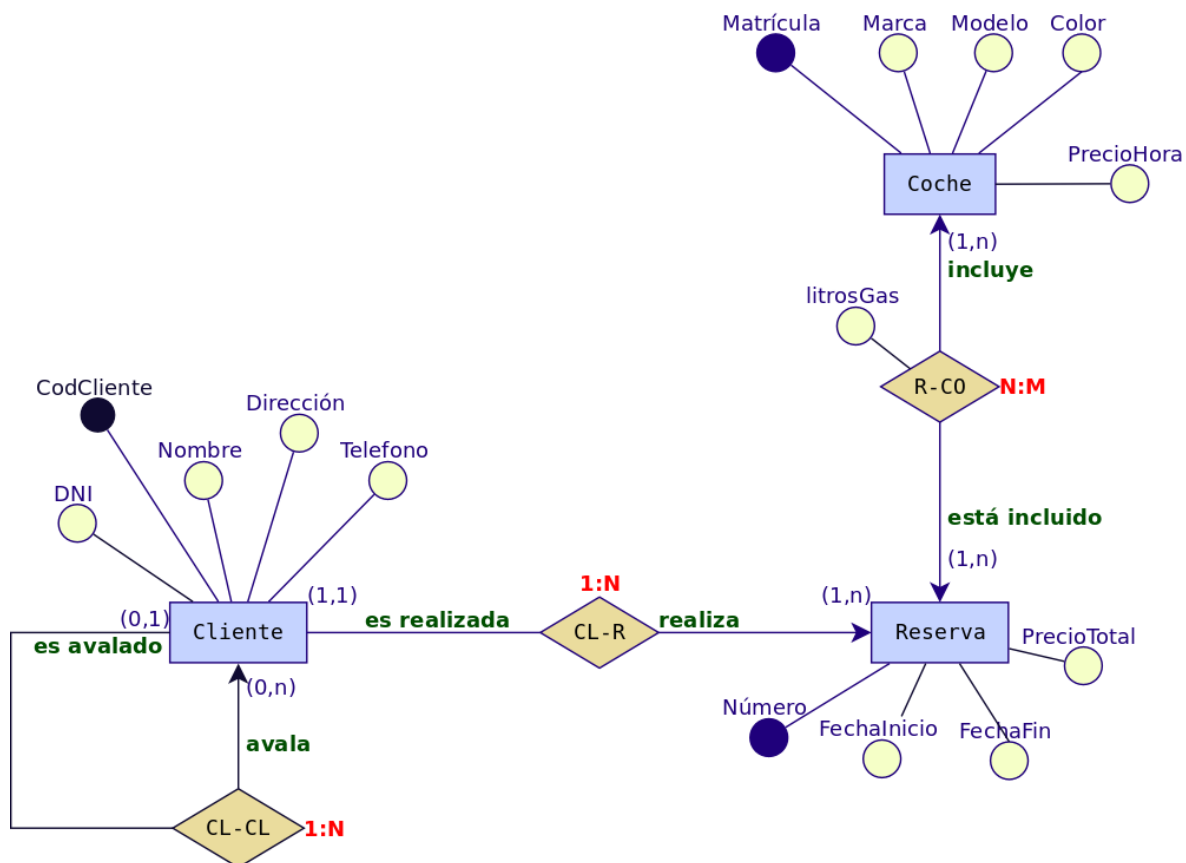 Matrícula
Marca
Modelo
Color
Coche
PrecioHora
(1,n)
incluye
litrosGas
R-CO
N:M
está incluido
(1,n)
CodCliente
Dirección
Nombre
Telefono
DNI
(0,1)
Cliente
(1,1)
es avalado
es realizada
1:N
CL-R
realiza
(1,n)
Reserva
PrecioTotal
Número
FechaInicio
FechaFin
(0,n)
avala
CL-CL
1:N